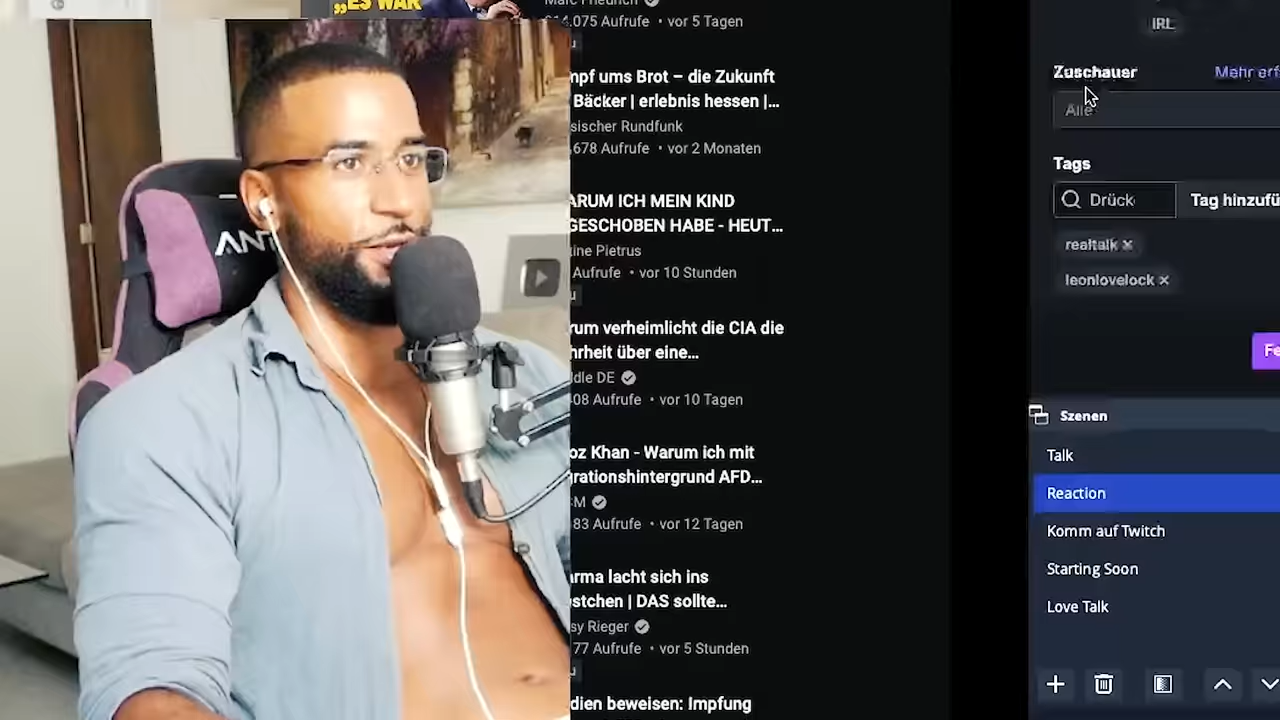 „ES WAR
Marc Friedrich
914.075 Aufrufe • vor 5 Tagen
mpf ums Brot – die Zukunft
Bäcker | erlebnis hessen |...
sischer Rundfunk
678 Aufrufe • vor 2 Monaten
ARUM ICH MEIN KIND
GESCHOBEN HABE - HEUT...
ine Pietrus
Aufrufe • vor 10 Stunden
rum verheimlicht die CIA die
hrheit über eine...
dle DE
08 Aufrufe • vor 10 Tagen
oz Khan - Warum ich mit
grationshintergrund AFD...
M
83 Aufrufe • vor 12 Tagen
arma lacht sich ins
stchen | DAS sollte...
sy Rieger
77 Aufrufe • vor 5 Stunden
dien beweisen: Impfung
ANT
IRL
Zuschauer
Mehr erf
Alle
Tags
Drück
Tag hinzufü
realtalk
leonlovelock
Fe
Szenen
Talk
Reaction
Komm auf Twitch
Starting Soon
Love Talk